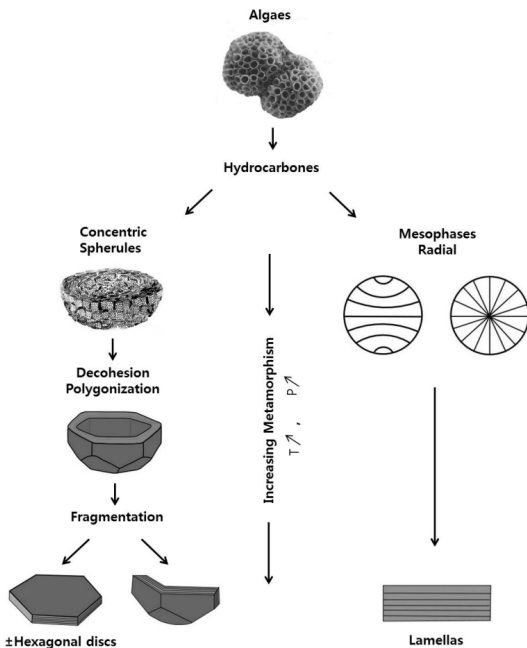 Algaes
Hydrocarbones
Concentric
Spherules
Mesophases
Radial
Decohesion
Polygonization
Increasing Metamorphism
T↗, P↗
Fragmentation
±Hexagonal discs
Lamellas